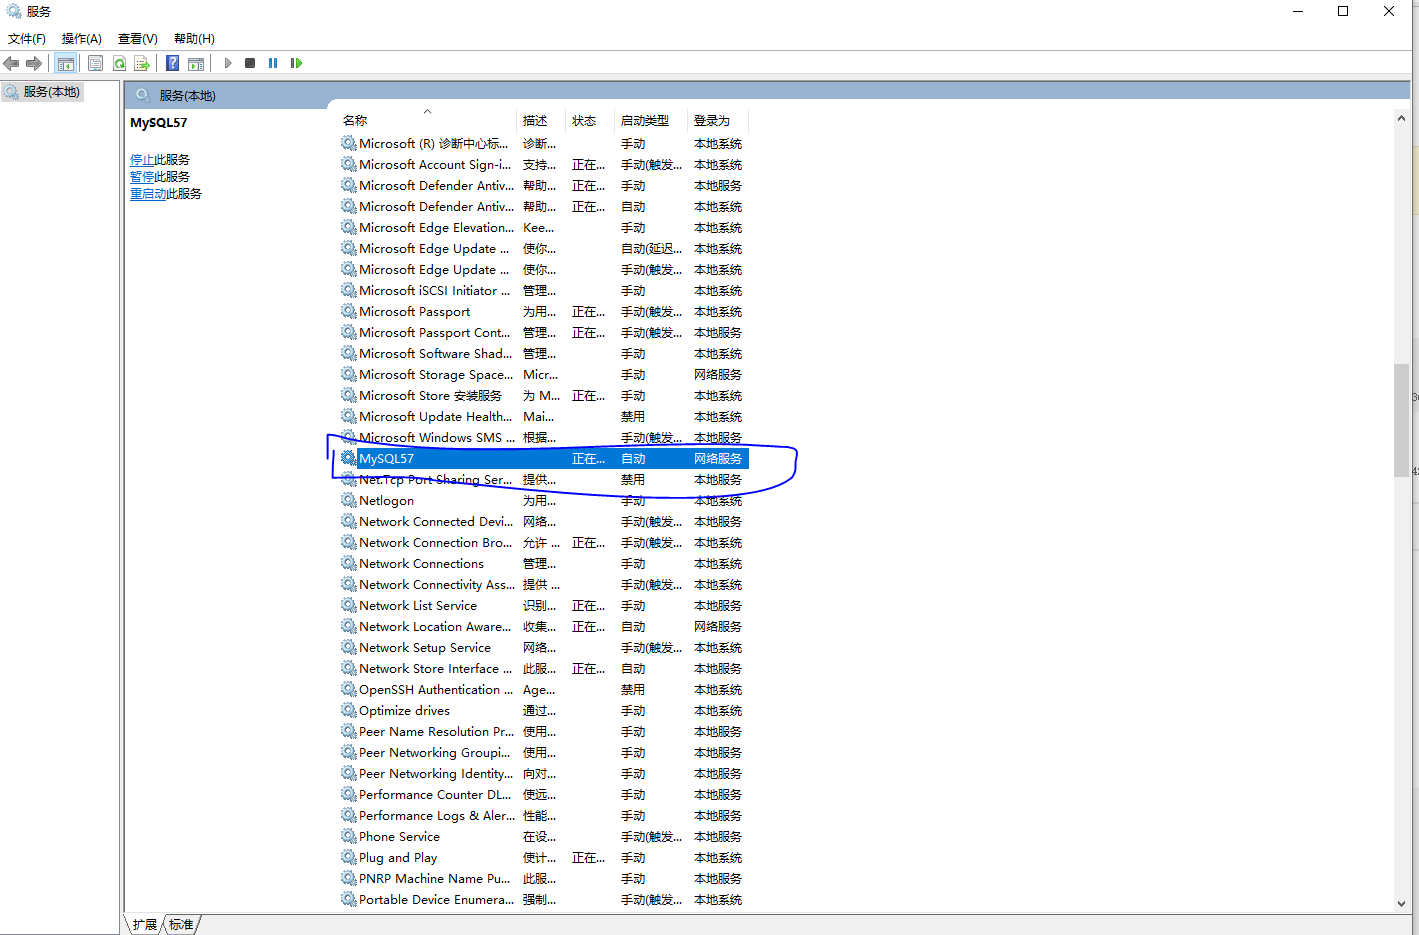 服务
文件(F) 操作(A) 查看(V) 帮助(H)
服务(本地)
服务(本地)
MySQL57
停止此服务
暂停此服务
重启动此服务
名称 描述 状态 启动类型 登录为
Microsoft (R) 诊断中心标... 诊断... 手动 本地系统
Microsoft Account Sign-i... 支持... 正在... 手动(触发... 本地系统
Microsoft Defender Antiv... 帮助... 正在... 手动 本地服务
Microsoft Defender Antiv... 帮助... 正在... 自动 本地系统
Microsoft Edge Elevation... Kee... 手动 本地系统
Microsoft Edge Update ... 使你... 自动(延迟... 本地系统
Microsoft Edge Update ... 使你... 手动(触发... 本地系统
Microsoft iSCSI Initiator ... 管理... 手动 本地系统
Microsoft Passport 为用... 正在... 手动(触发... 本地系统
Microsoft Passport Cont... 管理... 正在... 手动(触发... 本地服务
Microsoft Software Shad... 管理... 手动 本地系统
Microsoft Storage Space... Micr... 手动 网络服务
Microsoft Store 安装服务 为 M... 正在... 手动 本地系统
Microsoft Update Health... Mai... 禁用 本地系统
Microsoft Windows SMS ... 根据... 手动(触发... 本地服务
MySQL57 正在... 自动 网络服务
Net.Tcp Port Sharing Ser... 提供... 禁用 本地服务
Netlogon 为用... 手动 本地系统
Network Connected Devi... 网络... 手动(触发... 本地服务
Network Connection Bro... 允许 ... 正在... 手动(触发... 本地系统
Network Connections 管理... 手动 本地系统
Network Connectivity Ass... 提供 ... 手动(触发... 本地系统
Network List Service 识别... 正在... 手动 本地服务
Network Location Aware... 收集... 正在... 自动 网络服务
Network Setup Service 网络... 手动(触发... 本地系统
Network Store Interface ... 此服... 正在... 自动 本地服务
OpenSSH Authentication ... Age... 禁用 本地系统
Optimize drives 通过... 手动 本地系统
Peer Name Resolution Pr... 使用... 手动 本地服务
Peer Networking Groupi... 使用... 手动 本地服务
Peer Networking Identity... 向对... 手动 本地服务
Performance Counter DL... 使远... 手动 本地服务
Performance Logs & Aler... 性能... 手动 本地服务
Phone Service 在设... 手动(触发... 本地服务
Plug and Play 使计... 正在... 手动 本地系统
PNRP Machine Name Pu... 此服... 手动 本地服务
Portable Device Enumera... 强制... 手动(触发... 本地系统
扩展 标准